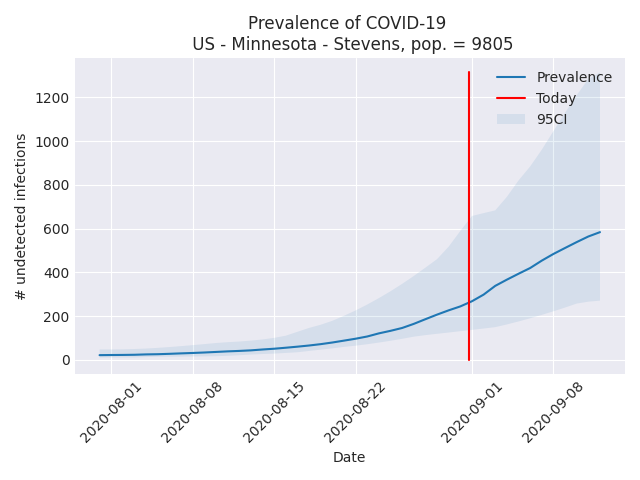 Prevalence of COVID-19
US - Minnesota - Stevens, pop. = 9805
Prevalence
Today
95CI
# undetected infections
1200
1000
800
600
400
200
0
2020-08-01
2020-08-08
2020-08-15
2020-08-22
2020-09-01
2020-09-08
Date